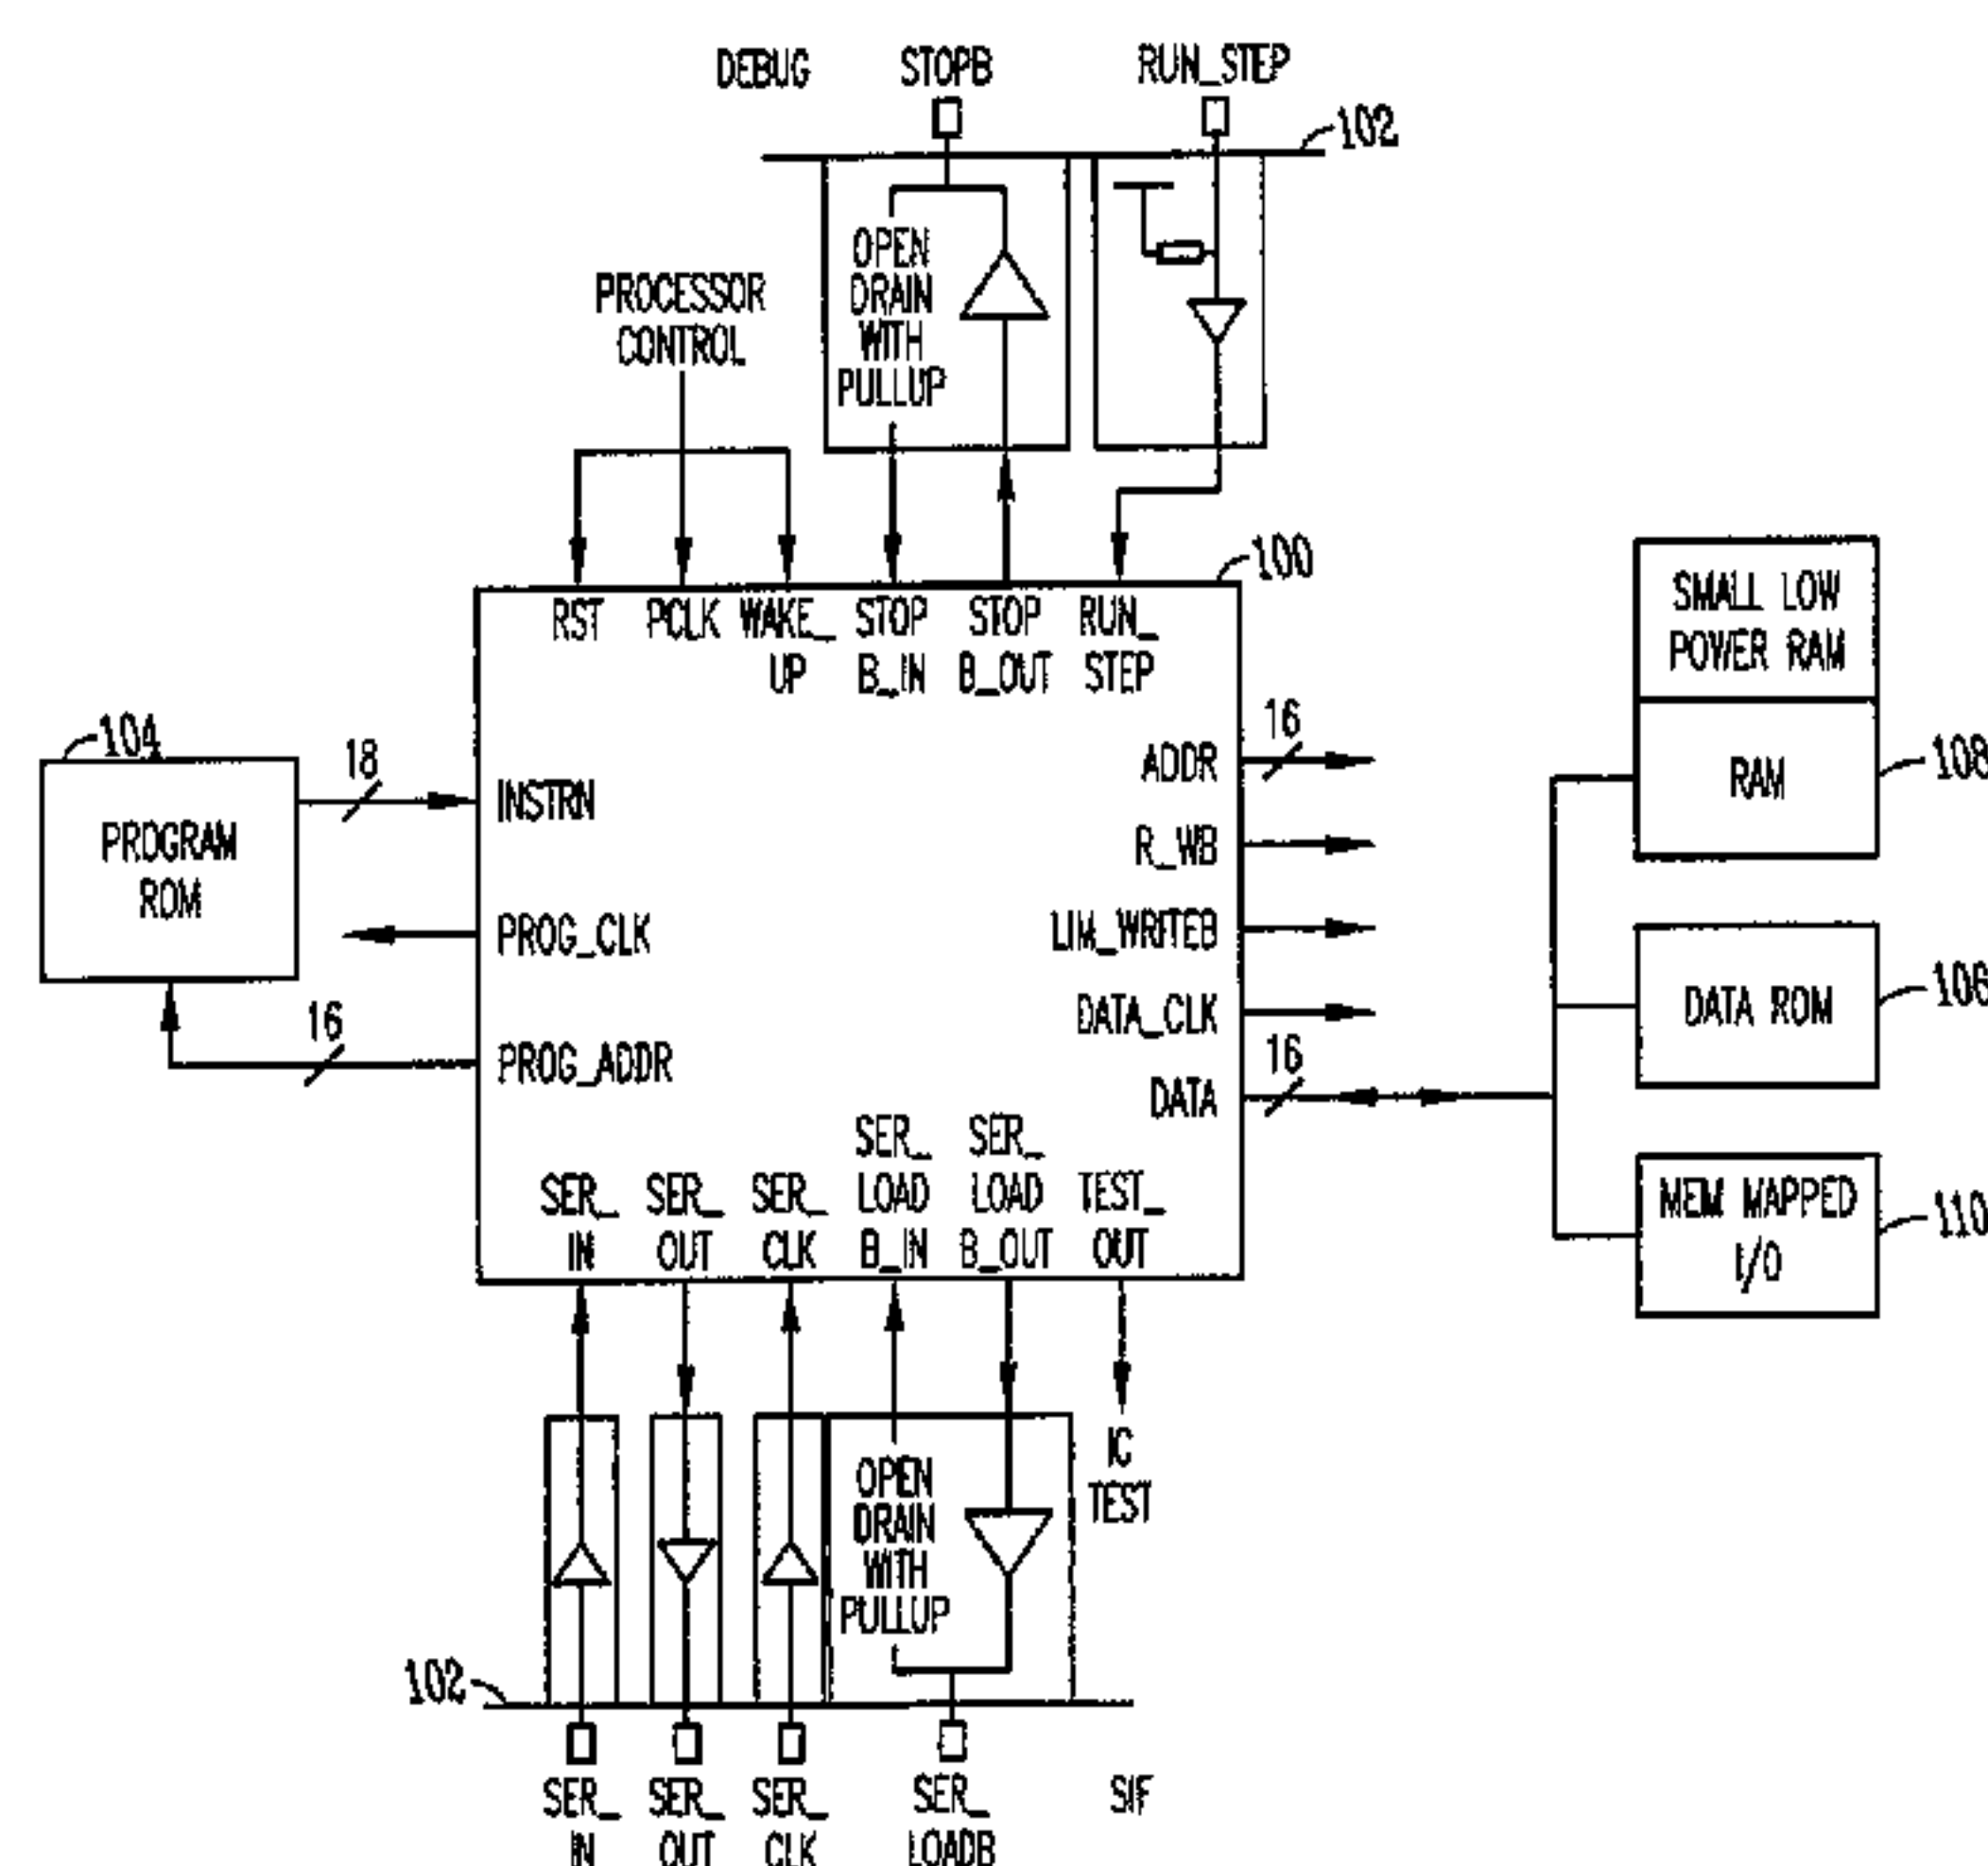 DEBUG
STOPB
RUN_STEP
102
OPEN
DRAIN
WITH
PULLUP
PROCESSOR
CONTROL
100
RST
PCLK
WAKE_
UP
STOP
B_IN
STOP
B_OUT
RUN_
STEP
104
PROGRAM
ROM
18
INSTRN
PROG_CLK
16
PROG_ADDR
ADDR
16
R_WB
LIM_WRITEB
DATA_CLK
DATA
16
SMALL LOW
POWER RAM
RAM
108
DATA ROM
106
MEM MAPPED
I/O
110
SER_
IN
SER_
OUT
SER_
CLK
SER_
LOAD
B_IN
SER_
LOAD
B_OUT
TEST_
OUT
IC
TEST
OPEN
DRAIN
WITH
PULLUP
102
SER_
IN
SER_
OUT
SER_
CLK
SER_
LOADB
SIF